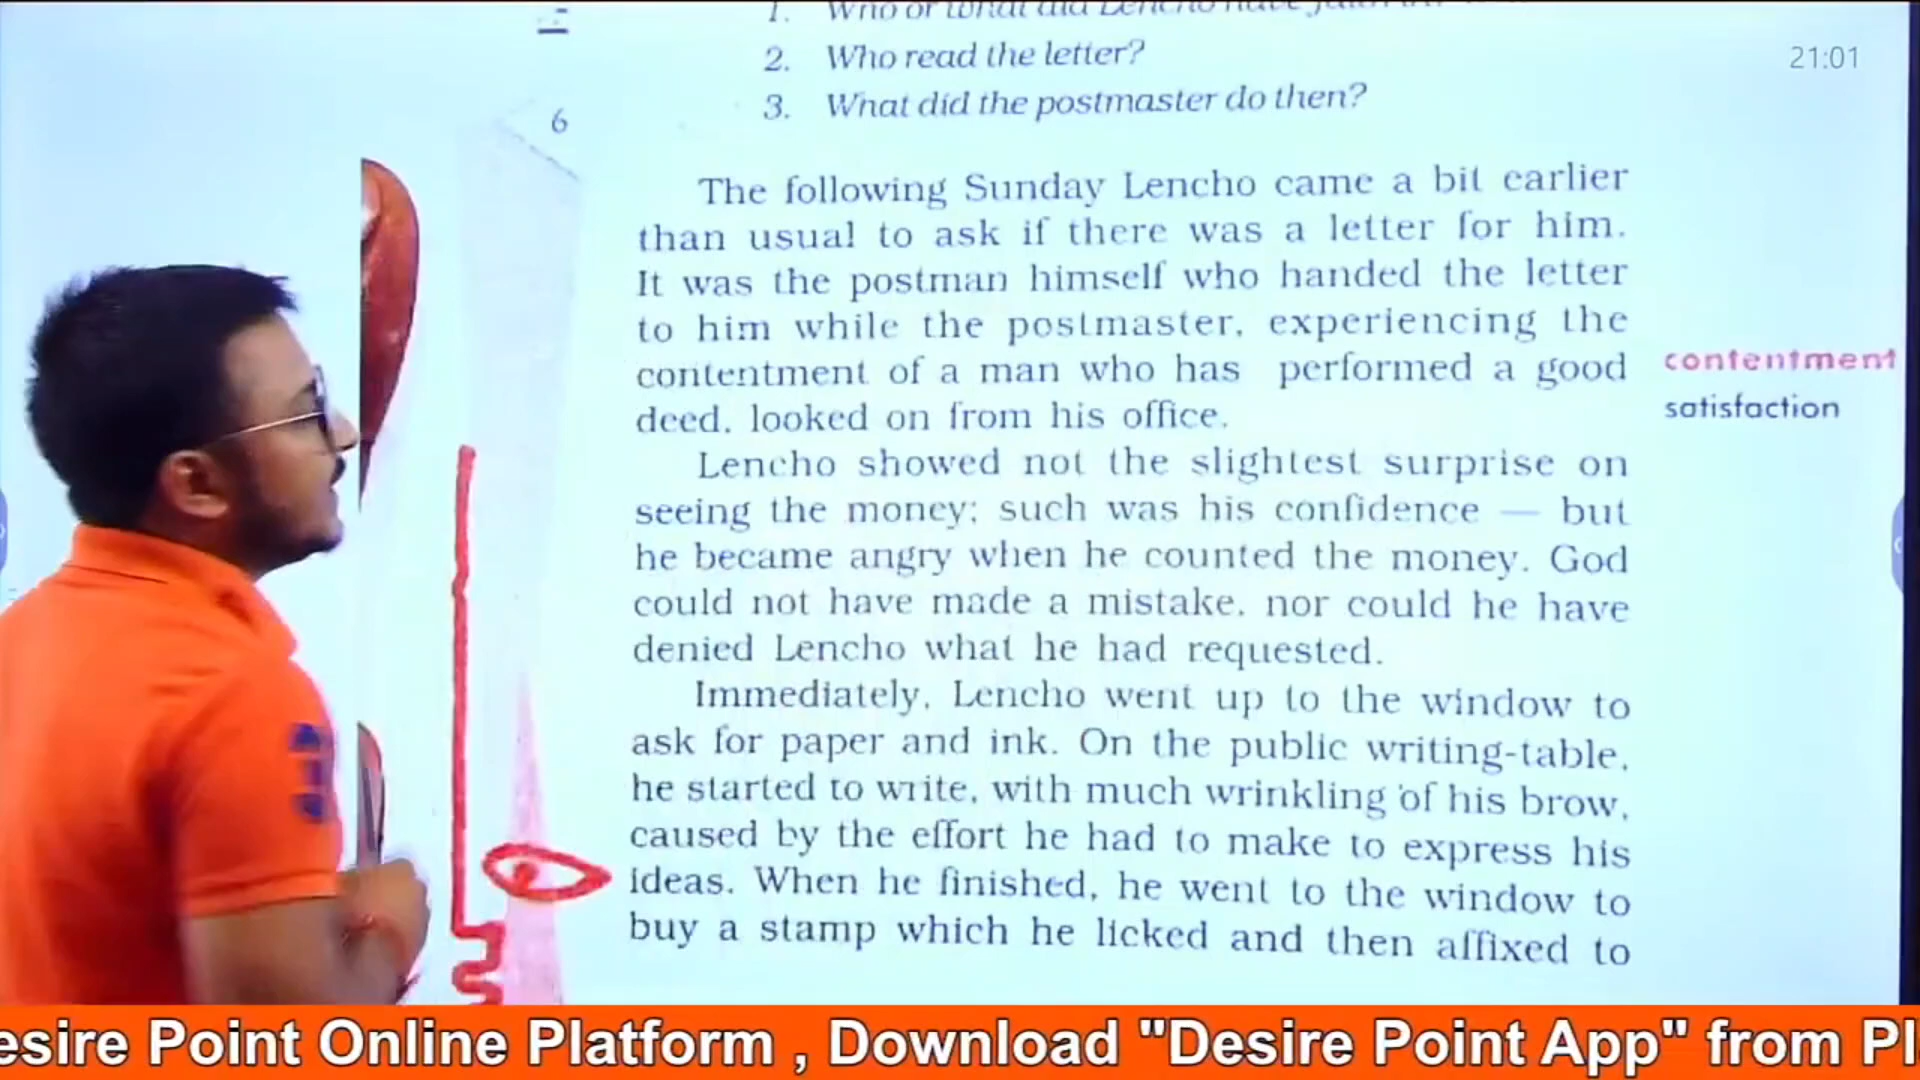 1. Who or what did Lencho have
2. Who read the letter?
21:01
3. What did the postmaster do then?
6
The following Sunday Lencho came a bit earlier
than usual to ask if there was a letter for him.
It was the postman himself who handed the letter
to him while the postmaster, experiencing the
contentment of a man who has performed a good
deed, looked on from his office.
contentment
satisfaction
Lencho showed not the slightest surprise on
seeing the money; such was his confidence — but
he became angry when he counted the money. God
could not have made a mistake, nor could he have
denied Lencho what he had requested.
Immediately, Lencho went up to the window to
ask for paper and ink. On the public writing-table,
he started to write, with much wrinkling of his brow,
caused by the effort he had to make to express his
ideas. When he finished, he went to the window to
buy a stamp which he licked and then affixed to
esire Point Online Platform , Download "Desire Point App" from Pl